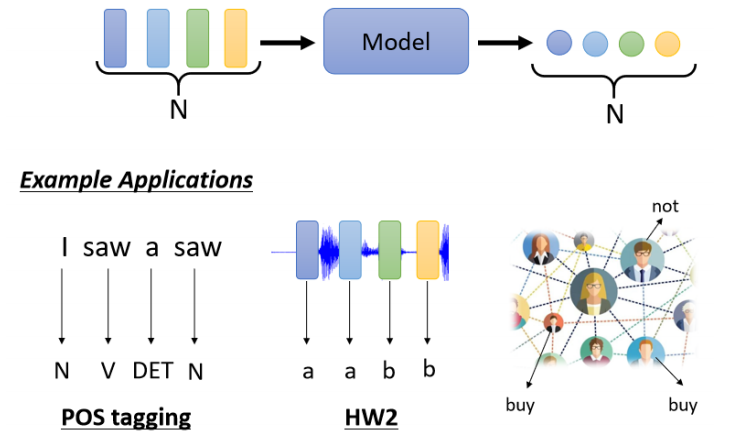 Model
N
N
Example Applications
I saw a saw
N V DET N
POS tagging
a a b b
HW2
not
buy
buy